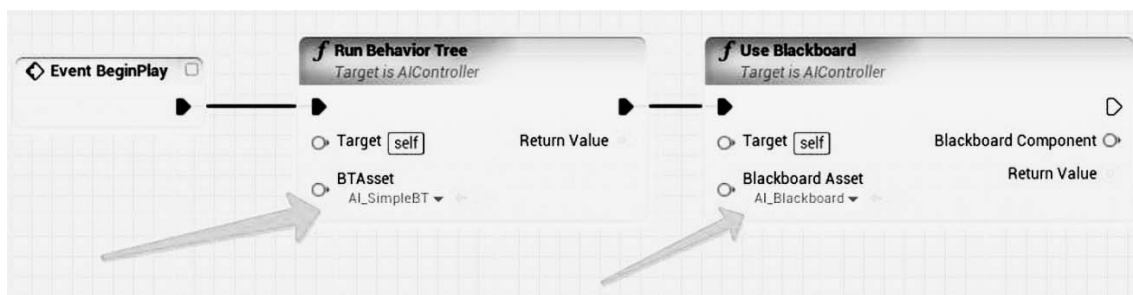 Event BeginPlay
f Run Behavior Tree
Target is AIController
Target self
Return Value
BTAsset
AI_SimpleBT
f Use Blackboard
Target is AIController
Target self
Blackboard Component
Blackboard Asset
Return Value
AI_Blackboard